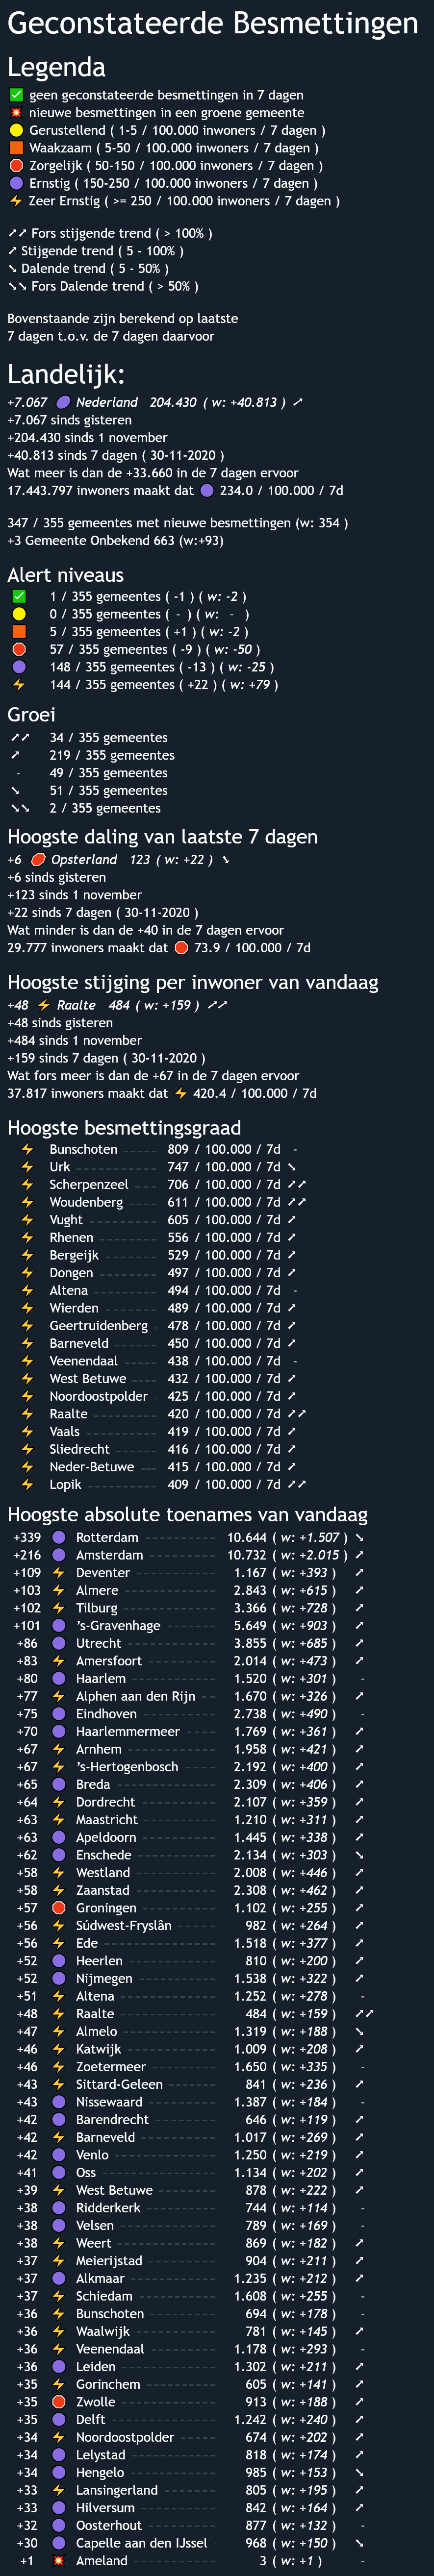 Geconstateerde Besmettingen
Legenda
✅ geen geconstateerde besmettingen in 7 dagen
💥 nieuwe besmettingen in een groene gemeente
🟡 Gerustellend ( 1-5 / 100.000 inwoners / 7 dagen )
🟧 Waakzaam ( 5-50 / 100.000 inwoners / 7 dagen )
🛑 Zorgelijk ( 50-150 / 100.000 inwoners / 7 dagen )
🟣 Ernstig ( 150-250 / 100.000 inwoners / 7 dagen )
⚡ Zeer Ernstig ( >= 250 / 100.000 inwoners / 7 dagen )
➚➚ Fors stijgende trend ( > 100% )
➚ Stijgende trend ( 5 - 100% )
➘ Dalende trend ( 5 - 50% )
➘➘ Fors Dalende trend ( > 50% )
Bovenstaande zijn berekend op laatste
7 dagen t.o.v. de 7 dagen daarvoor
Landelijk:
+7.067 🟣 Nederland 204.430 ( w: +40.813 ) ➚
+7.067 sinds gisteren
+204.430 sinds 1 november
+40.813 sinds 7 dagen ( 30-11-2020 )
Wat meer is dan de +33.660 in de 7 dagen ervoor
17.443.797 inwoners maakt dat 🟣 234.0 / 100.000 / 7d
347 / 355 gemeentes met nieuwe besmettingen (w: 354 )
+3 Gemeente Onbekend 663 (w:+93)
Alert niveaus
✅ 1 / 355 gemeentes ( -1 ) ( w: -2 )
🟡 0 / 355 gemeentes ( - ) ( w: - )
🟧 5 / 355 gemeentes ( +1 ) ( w: -2 )
🛑 57 / 355 gemeentes ( -9 ) ( w: -50 )
🟣 148 / 355 gemeentes ( -13 ) ( w: -25 )
⚡ 144 / 355 gemeentes ( +22 ) ( w: +79 )
Groei
➚➚ 34 / 355 gemeentes
➚ 219 / 355 gemeentes
- 49 / 355 gemeentes
➘ 51 / 355 gemeentes
➘➘ 2 / 355 gemeentes
Hoogste daling van laatste 7 dagen
+6 🛑 Opsterland 123 ( w: +22 ) ➘
+6 sinds gisteren
+123 sinds 1 november
+22 sinds 7 dagen ( 30-11-2020 )
Wat minder is dan de +40 in de 7 dagen ervoor
29.777 inwoners maakt dat 🛑 73.9 / 100.000 / 7d
Hoogste stijging per inwoner van vandaag
+48 ⚡ Raalte 484 ( w: +159 ) ➚➚
+48 sinds gisteren
+484 sinds 1 november
+159 sinds 7 dagen ( 30-11-2020 )
Wat fors meer is dan de +67 in de 7 dagen ervoor
37.817 inwoners maakt dat ⚡ 420.4 / 100.000 / 7d
Hoogste besmettingsgraad
⚡ Bunschoten ----- 809 / 100.000 / 7d -
⚡ Urk ----- 747 / 100.000 / 7d ➘
⚡ Scherpenzeel ---- 706 / 100.000 / 7d ➚➚
⚡ Woudenberg ---- 611 / 100.000 / 7d ➚➚
⚡ Vught ----- 605 / 100.000 / 7d ➚
⚡ Rhenen ----- 556 / 100.000 / 7d ➚
⚡ Bergeijk ----- 529 / 100.000 / 7d ➚
⚡ Dongen ----- 497 / 100.000 / 7d ➚
⚡ Altena ----- 494 / 100.000 / 7d -
⚡ Wierden ----- 489 / 100.000 / 7d ➚
⚡ Geertruidenberg 478 / 100.000 / 7d ➚
⚡ Barneveld ----- 450 / 100.000 / 7d ➚
⚡ Veenendaal ---- 438 / 100.000 / 7d -
⚡ West Betuwe ---- 432 / 100.000 / 7d ➚
⚡ Noordoostpolder 425 / 100.000 / 7d ➚
⚡ Raalte ----- 420 / 100.000 / 7d ➚➚
⚡ Vaals ----- 419 / 100.000 / 7d ➚
⚡ Sliedrecht ----- 416 / 100.000 / 7d ➚
⚡ Neder-Betuwe --- 415 / 100.000 / 7d ➚
⚡ Lopik ----- 409 / 100.000 / 7d ➚➚
Hoogste absolute toenames van vandaag
+339 🟣 Rotterdam ----- 10.644 ( w: +1.507 ) ➘
+216 🟣 Amsterdam ----- 10.732 ( w: +2.015 ) ➚
+109 ⚡ Deventer ----- 1.167 ( w: +393 ) ➚
+103 ⚡ Almere ----- 2.843 ( w: +615 ) ➚
+102 ⚡ Tilburg ----- 3.366 ( w: +728 ) ➚
+101 🟣 's-Gravenhage ----- 5.649 ( w: +903 ) ➚
+86 🟣 Utrecht ----- 3.855 ( w: +685 ) ➚
+83 ⚡ Amersfoort ----- 2.014 ( w: +473 ) ➚
+80 🟣 Haarlem ----- 1.520 ( w: +301 ) -
+77 ⚡ Alphen aan den Rijn -- 1.670 ( w: +326 ) ➚
+75 🟣 Eindhoven ----- 2.738 ( w: +490 ) -
+70 🟣 Haarlemmermeer ----- 1.769 ( w: +361 ) ➚
+67 ⚡ Arnhem ----- 1.958 ( w: +421 ) ➚
+67 ⚡ 's-Hertogenbosch ----- 2.192 ( w: +400 ) ➚
+65 🟣 Breda ----- 2.309 ( w: +406 ) ➚
+64 ⚡ Dordrecht ----- 2.107 ( w: +359 ) ➚
+63 ⚡ Maastricht ----- 1.210 ( w: +311 ) ➚
+63 🟣 Apeldoorn ----- 1.445 ( w: +338 ) ➚
+62 🟣 Enschede ----- 2.134 ( w: +303 ) ➘
+58 ⚡ Westland ----- 2.008 ( w: +446 ) ➚
+58 ⚡ Zaanstad ----- 2.308 ( w: +462 ) ➚
+57 🛑 Groningen ----- 1.102 ( w: +255 ) ➚
+56 ⚡ Súdwest-Fryslân ----- 982 ( w: +264 ) ➚
+56 ⚡ Ede ----- 1.518 ( w: +377 ) ➚
+52 🟣 Heerlen ----- 810 ( w: +200 ) ➚
+52 🟣 Nijmegen ----- 1.538 ( w: +322 ) ➚
+51 ⚡ Altena ----- 1.252 ( w: +278 ) -
+48 ⚡ Raalte ----- 484 ( w: +159 ) ➚➚
+47 ⚡ Almelo ----- 1.319 ( w: +188 ) ➘
+46 ⚡ Katwijk ----- 1.009 ( w: +208 ) ➚
+46 ⚡ Zoetermeer ----- 1.650 ( w: +335 ) -
+43 ⚡ Sittard-Geleen ----- 841 ( w: +236 ) ➚
+43 🟣 Nissewaard ----- 1.387 ( w: +184 ) -
+42 🟣 Barendrecht ----- 646 ( w: +119 ) ➚
+42 ⚡ Barneveld ----- 1.017 ( w: +269 ) ➚
+42 🟣 Venlo ----- 1.250 ( w: +219 ) ➚
+41 🟣 Oss ----- 1.134 ( w: +202 ) ➚
+39 ⚡ West Betuwe ----- 878 ( w: +222 ) ➚
+38 🟣 Ridderkerk ----- 744 ( w: +114 ) -
+38 🟣 Velsen ----- 789 ( w: +169 ) -
+38 ⚡ Weert ----- 869 ( w: +182 ) ➚
+37 ⚡ Meierijstad ----- 904 ( w: +211 ) ➚
+37 🟣 Alkmaar ----- 1.235 ( w: +212 ) ➚
+37 ⚡ Schiedam ----- 1.608 ( w: +255 ) -
+36 ⚡ Bunschoten ----- 694 ( w: +178 ) -
+36 ⚡ Waalwijk ----- 781 ( w: +145 ) ➚
+36 ⚡ Veenendaal ----- 1.178 ( w: +293 ) -
+36 🟣 Leiden ----- 1.302 ( w: +211 ) ➚
+35 ⚡ Gorinchem ----- 605 ( w: +141 ) ➚
+35 🛑 Zwolle ----- 913 ( w: +188 ) ➚
+35 🟣 Delft ----- 1.242 ( w: +240 ) ➚
+34 ⚡ Noordoostpolder ----- 674 ( w: +202 ) ➚
+34 🟣 Lelystad ----- 818 ( w: +174 ) ➚
+34 🟣 Hengelo ----- 985 ( w: +153 ) ➘
+33 ⚡ Lansingerland ----- 805 ( w: +195 ) ➚
+33 🟣 Hilversum ----- 842 ( w: +164 ) ➚
+32 🟣 Oosterhout ----- 877 ( w: +132 ) -
+30 🟣 Capelle aan den IJssel 968 ( w: +150 ) ➘
+1 💥 Ameland ----- 3 ( w: +1 ) -